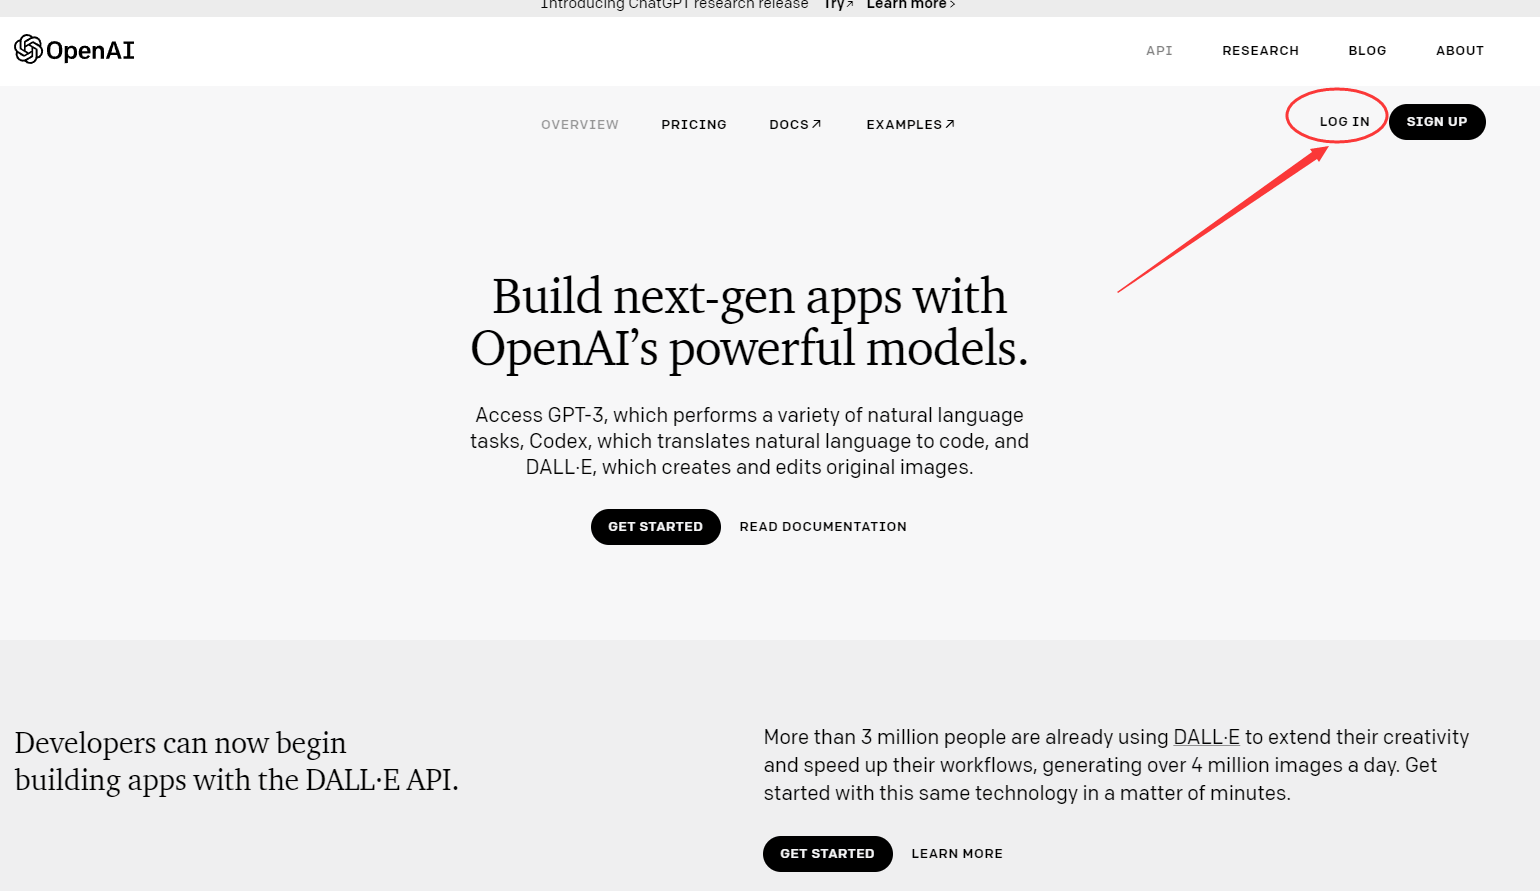 Introducing ChatGPT research release Try↗ Learn more ›
OpenAI
API RESEARCH BLOG ABOUT
OVERVIEW PRICING DOCS↗ EXAMPLES↗ LOG IN SIGN UP
Build next-gen apps with
OpenAI’s powerful models.
Access GPT-3, which performs a variety of natural language
tasks, Codex, which translates natural language to code, and
DALL·E, which creates and edits original images.
GET STARTED READ DOCUMENTATION
Developers can now begin
building apps with the DALL·E API.
More than 3 million people are already using DALL·E to extend their creativity
and speed up their workflows, generating over 4 million images a day. Get
started with this same technology in a matter of minutes.
GET STARTED LEARN MORE